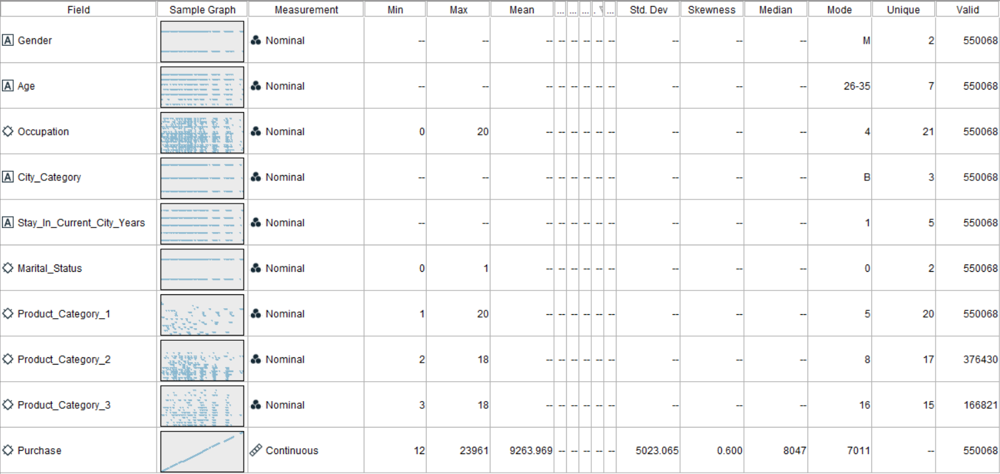 Field Sample Graph Measurement Min Max Mean ... ... ... . ... Std. Dev Skewness Median Mode Unique Valid
A Gender Nominal -- -- -- -- -- -- -- -- -- -- -- M 2 550068
A Age Nominal -- -- -- -- -- -- -- -- -- -- -- 26-35 7 550068
Occupation Nominal 0 20 -- -- -- -- -- -- -- -- -- 4 21 550068
A City_Category Nominal -- -- -- -- -- -- -- -- -- -- -- B 3 550068
A Stay_In_Current_City_Years Nominal -- -- -- -- -- -- -- -- -- -- -- 1 5 550068
Marital_Status Nominal 0 1 -- -- -- -- -- -- -- -- -- 0 2 550068
Product_Category_1 Nominal 1 20 -- -- -- -- -- -- -- -- -- 5 20 550068
Product_Category_2 Nominal 2 18 -- -- -- -- -- -- -- -- -- 8 17 376430
Product_Category_3 Nominal 3 18 -- -- -- -- -- -- -- -- -- 16 15 166821
Purchase Continuous 12 23961 9263.969 -- -- -- -- -- 5023.065 0.600 8047 7011 -- 550068